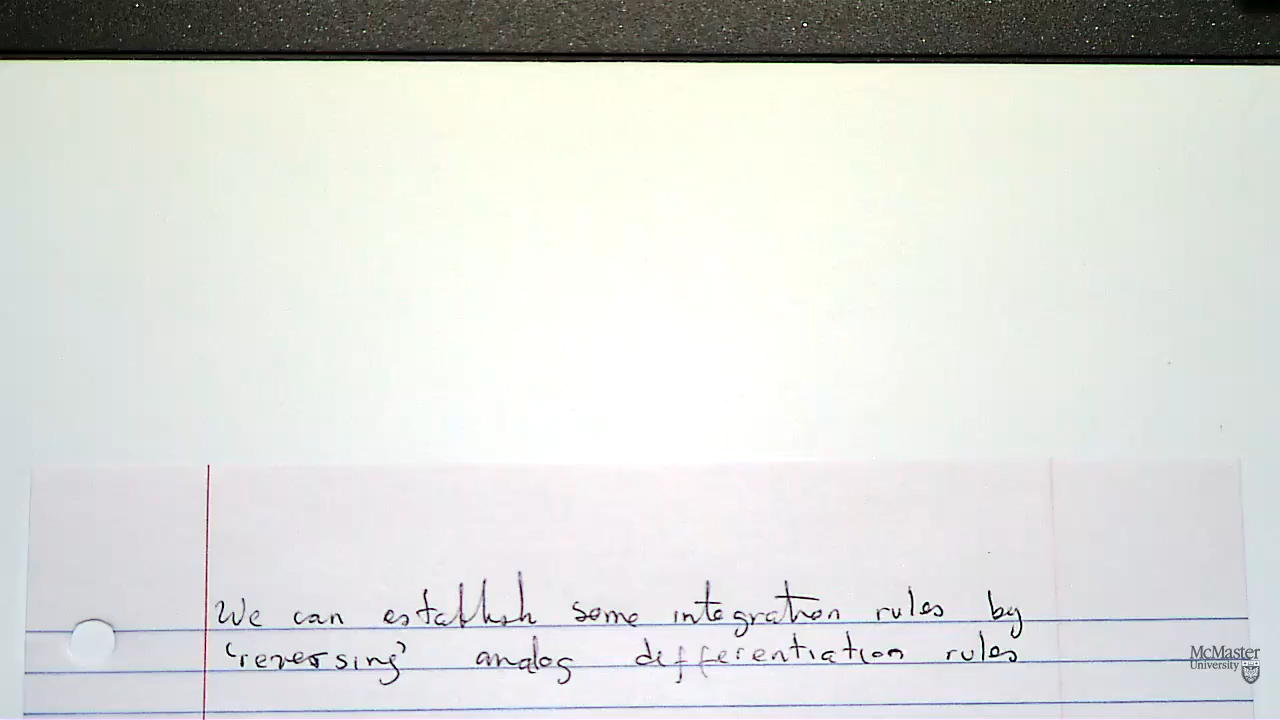 We can establish some integration rules by
'reversing' analog differentiation rules
McMaster
University